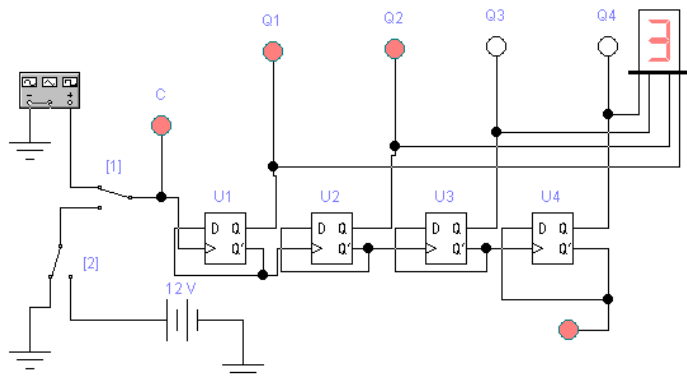 Q1 Q2 Q3 Q4
3
C
[1]
U1 U2 U3 U4
D Q D Q D Q D Q
Q' Q' Q' Q'
[2]
12 V